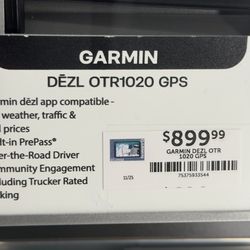 GARMIN
DĒZL OTR1020 GPS
min dēzl app compatible -
weather, traffic &
l prices
lt-in PrePass®
er-the-Road Driver
mmunity Engagement
luding Trucker Rated
king
$899.99
GARMIN DEZL OTR
1020 GPS
11/25
75375933544